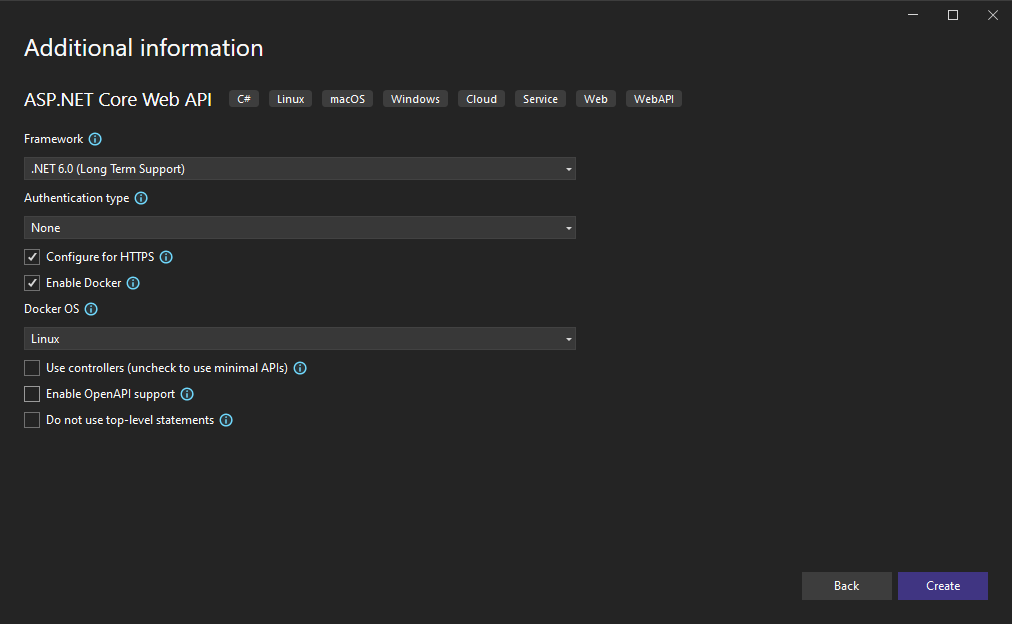 Additional information
ASP.NET Core Web API C# Linux macOS Windows Cloud Service Web WebAPI
Framework
.NET 6.0 (Long Term Support)
Authentication type
None
Configure for HTTPS
Enable Docker
Docker OS
Linux
Use controllers (uncheck to use minimal APIs)
Enable OpenAPI support
Do not use top-level statements
Back Create